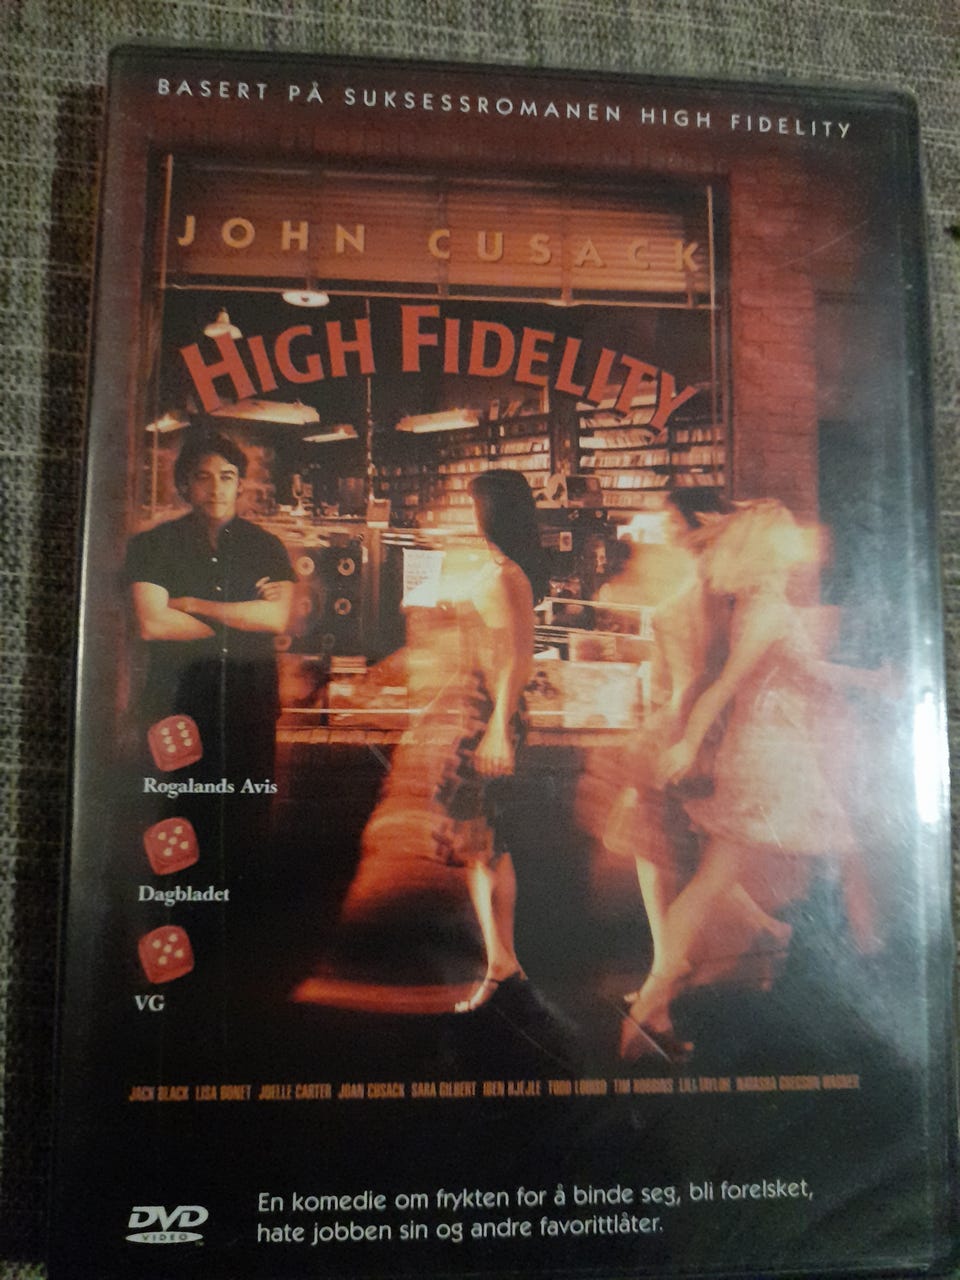 BASERT PÅ SUKSESSROMANEN HIGH FIDELITY
JOHN CUSACK
HIGH FIDELITY
Rogalands Avis
Dagbladet
VG
JACK BLACK LISA BONET JOELLE CARTER JOAN CUSACK SARA GILBERT IBEN HJEJLE TODD LOUISO TIM ROBBINS LILI TAYLOR NATASHA GREGSON WAGNER
DVD
VIDEO
En komedie om frykten for å binde seg, bli forelsket,
hate jobben sin og andre favorittlåter.